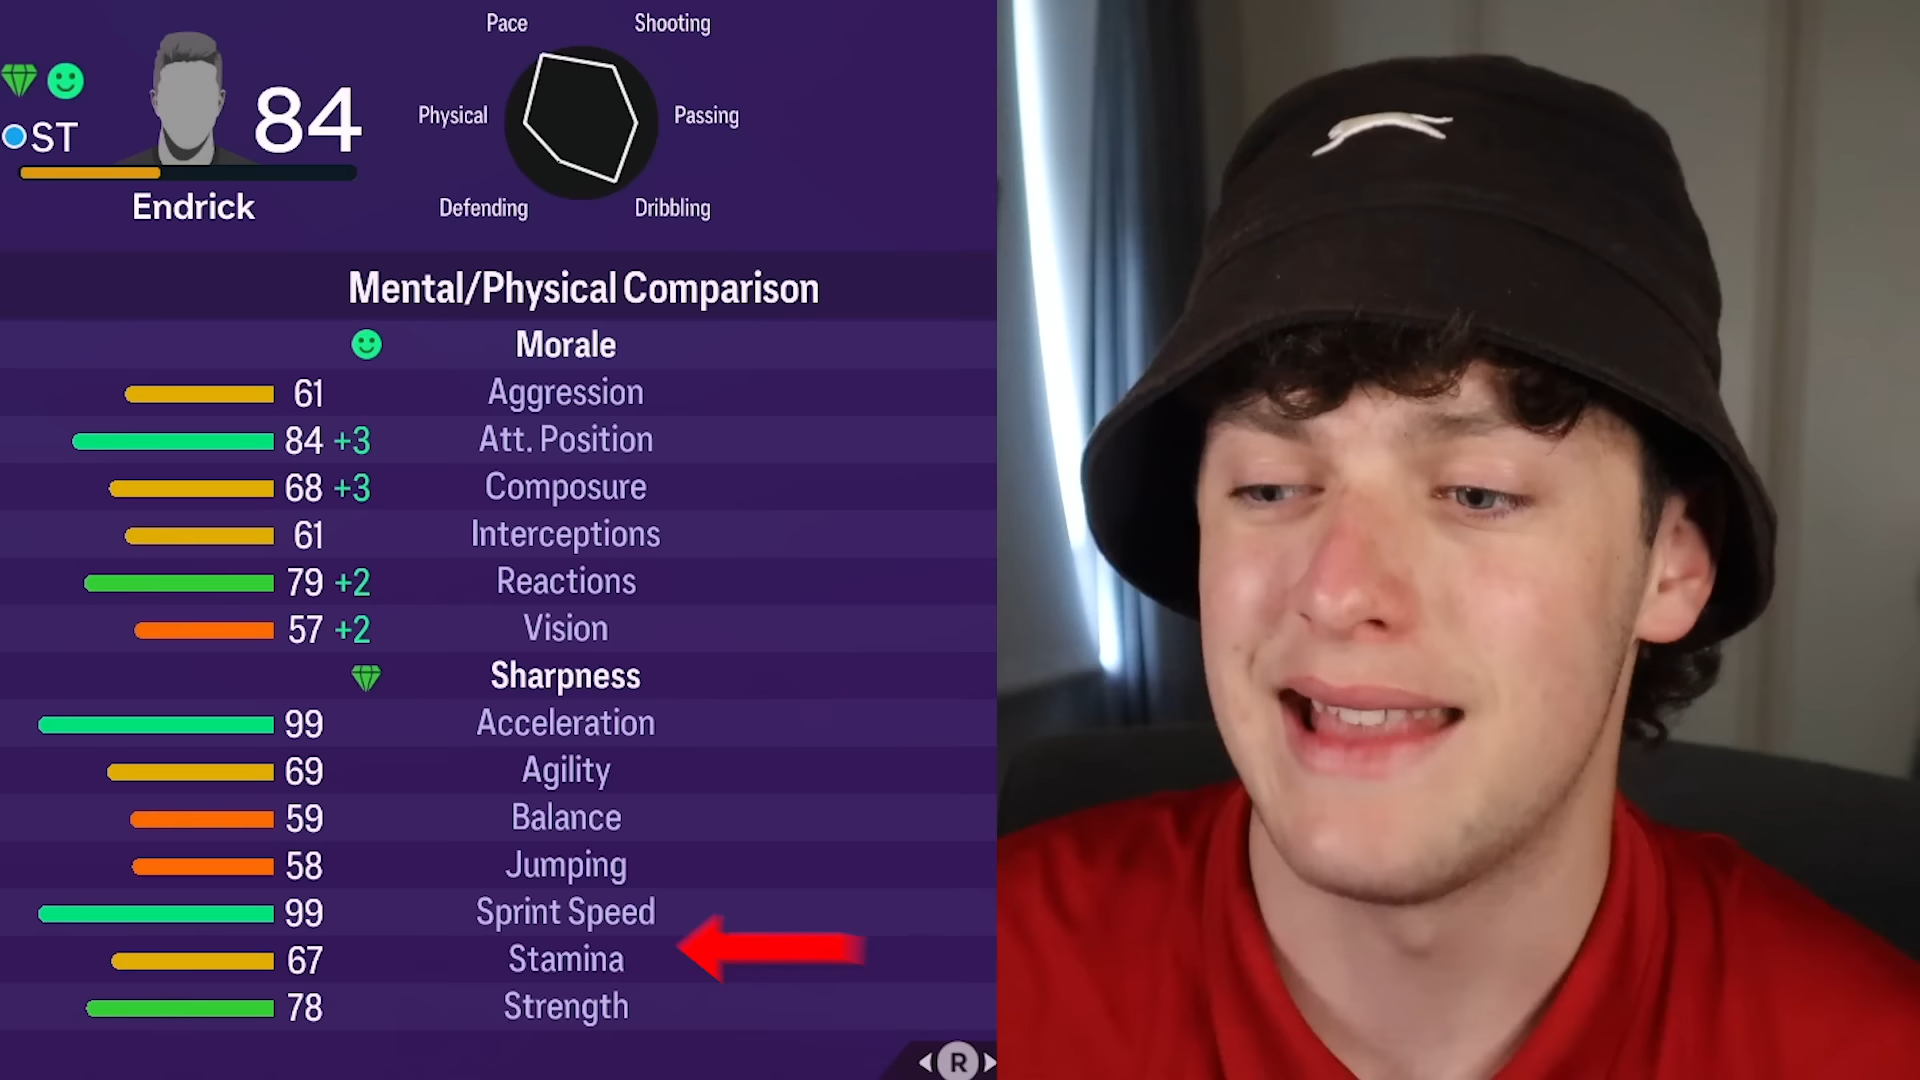 Pace
Shooting
ST
84
Physical
Passing
Endrick
Defending
Dribbling
Mental/Physical Comparison
Morale
61 Aggression
84 +3 Att. Position
68 +3 Composure
61 Interceptions
79 +2 Reactions
57 +2 Vision
Sharpness
99 Acceleration
69 Agility
59 Balance
58 Jumping
99 Sprint Speed
67 Stamina
78 Strength
R